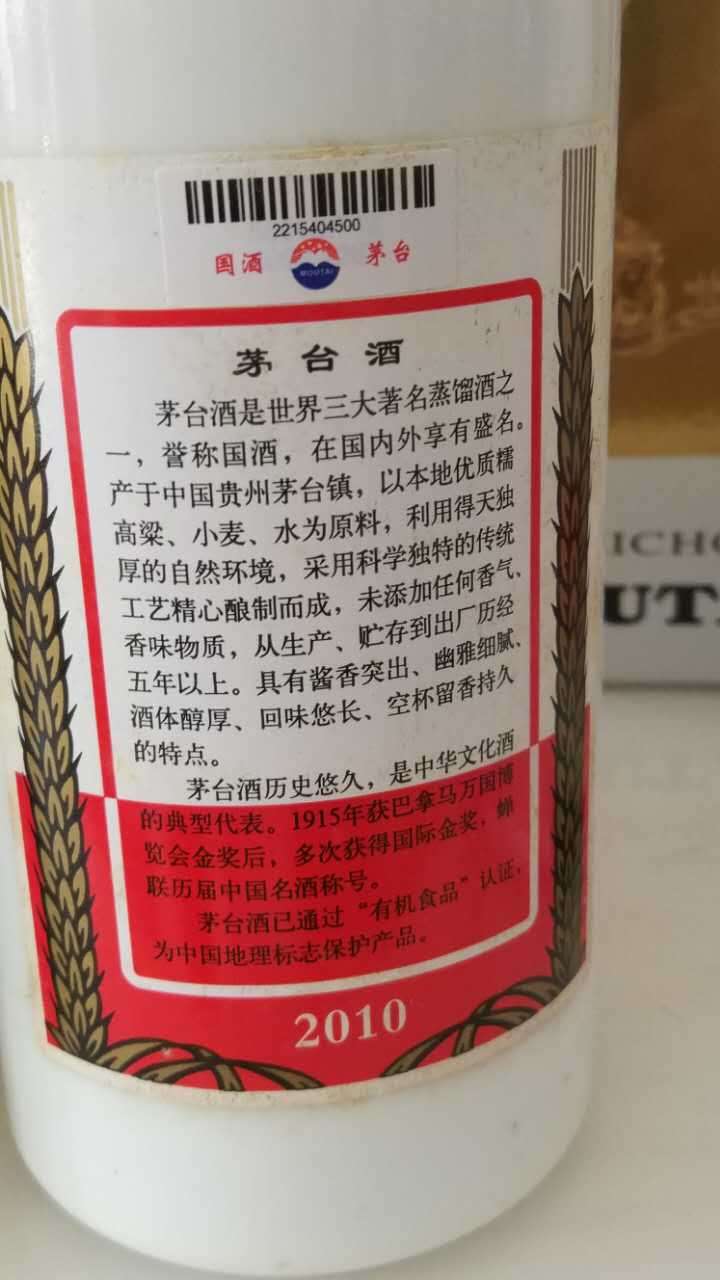 2215404500
国酒 MOUTAI 茅台
茅台酒
茅台酒是世界三大著名蒸馏酒之
一，誉称国酒，在国内外享有盛名。
产于中国贵州茅台镇，以本地优质糯
高粱、小麦、水为原料，利用得天独
厚的自然环境，采用科学独特的传统
工艺精心酿制而成，未添加任何香气、
香味物质，从生产、贮存到出厂历经
五年以上。具有酱香突出、幽雅细腻、
酒体醇厚、回味悠长、空杯留香持久
的特点。
茅台酒历史悠久，是中华文化酒
的典型代表。1915年获巴拿马万国博
览会金奖后，多次获得国际金奖，蝉
联历届中国名酒称号。
茅台酒已通过“有机食品”认证，
为中国地理标志保护产品。
2010
ICH
UT